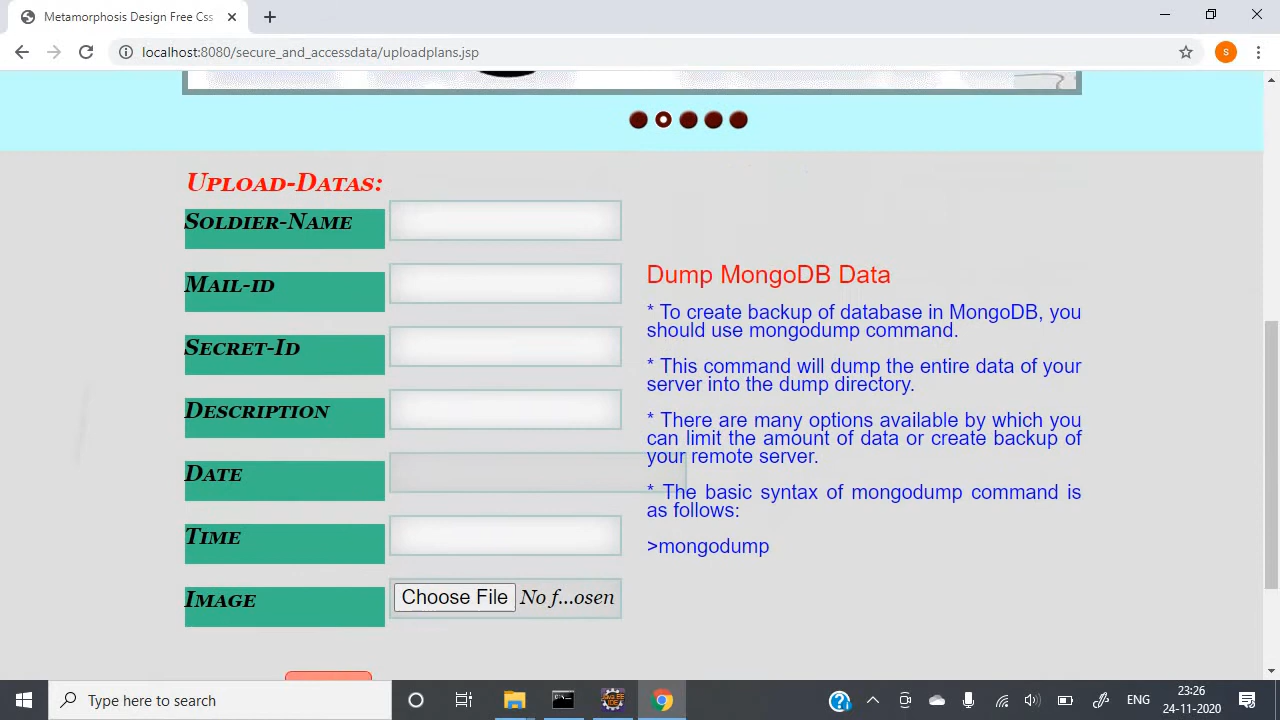 Metamorphosis Design Free Css
localhost:8080/secure_and_accessdata/uploadplans.jsp
S
Upload-Datas:
Soldier-Name
Mail-id
Secret-Id
Description
Date
Time
Image
Choose File No f...osen
Dump MongoDB Data
* To create backup of database in MongoDB, you
should use mongodump command.
* This command will dump the entire data of your
server into the dump directory.
* There are many options available by which you
can limit the amount of data or create backup of
your remote server.
* The basic syntax of mongodump command is
as follows:
>mongodump
Type here to search
ENG
23:26
24-11-2020